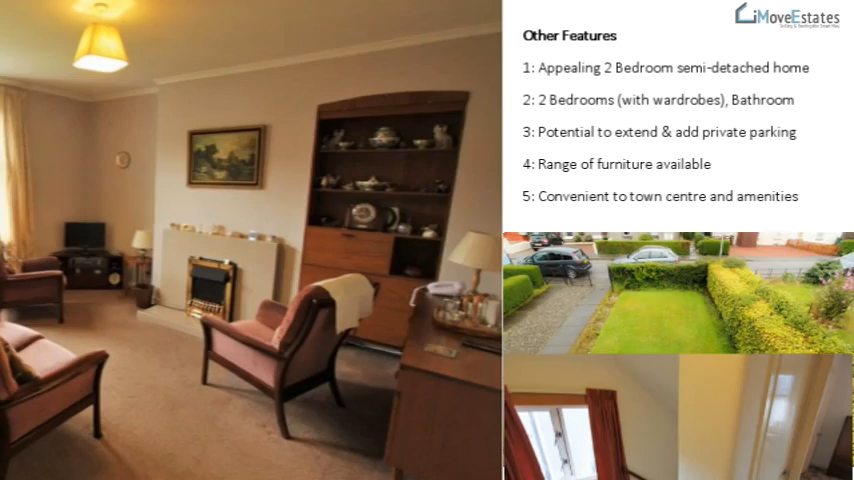 iMoveEstates
Other Features
1: Appealing 2 Bedroom semi-detached home
2: 2 Bedrooms (with wardrobes), Bathroom
3: Potential to extend & add private parking
4: Range of furniture available
5: Convenient to town centre and amenities